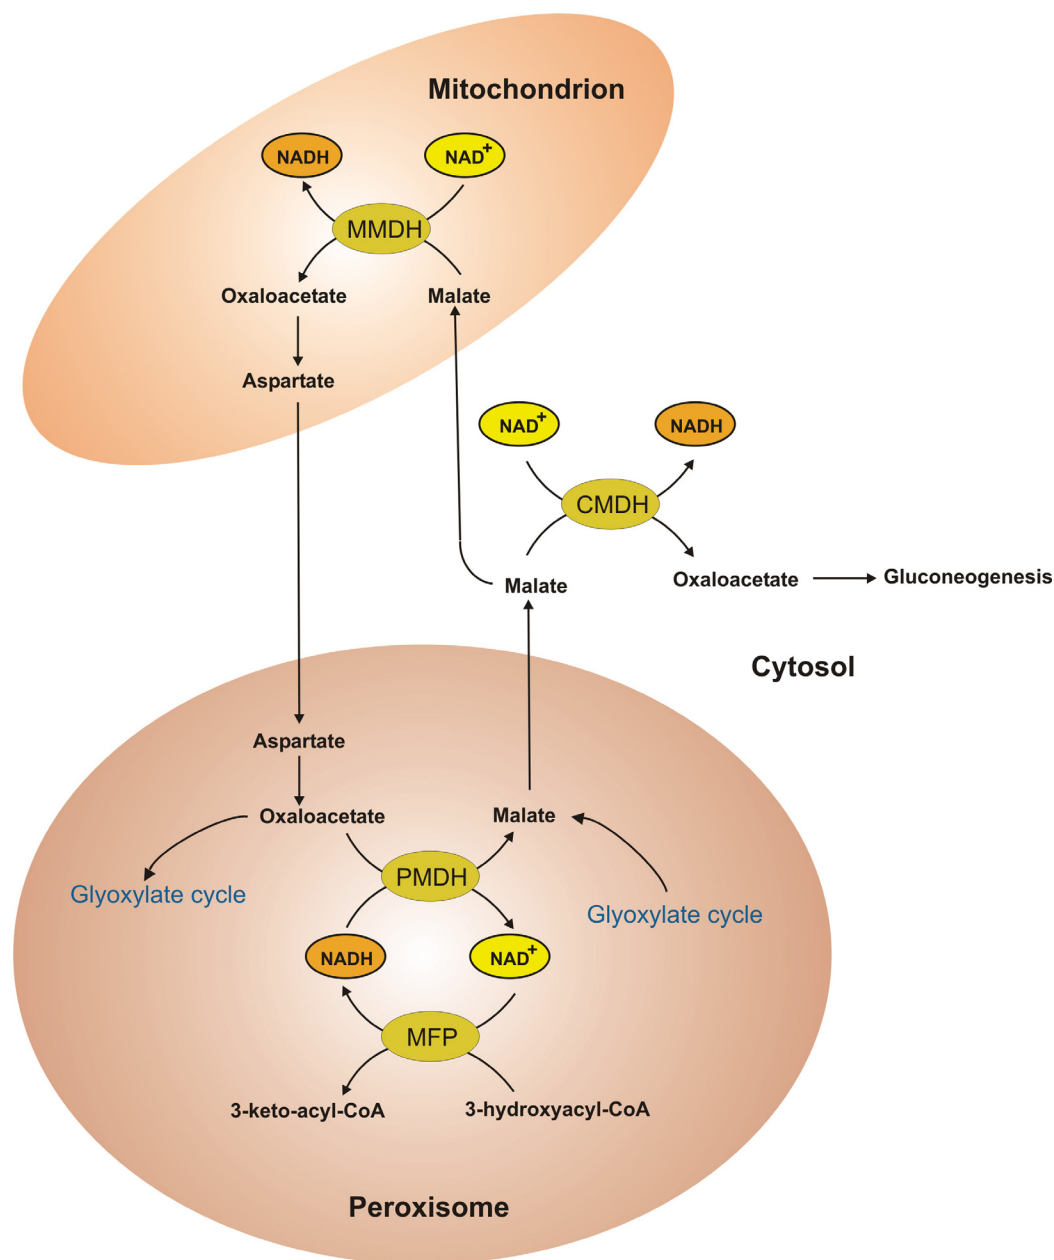 Mitochondrion
NADH
NAD+
MMDH
Oxaloacetate
Malate
Aspartate
NAD+
NADH
CMDH
Malate
Oxaloacetate
Gluconeogenesis
Cytosol
Aspartate
Oxaloacetate
Malate
PMDH
Glyoxylate cycle
Glyoxylate cycle
NADH
NAD+
MFP
3-keto-acyl-CoA
3-hydroxyacyl-CoA
Peroxisome